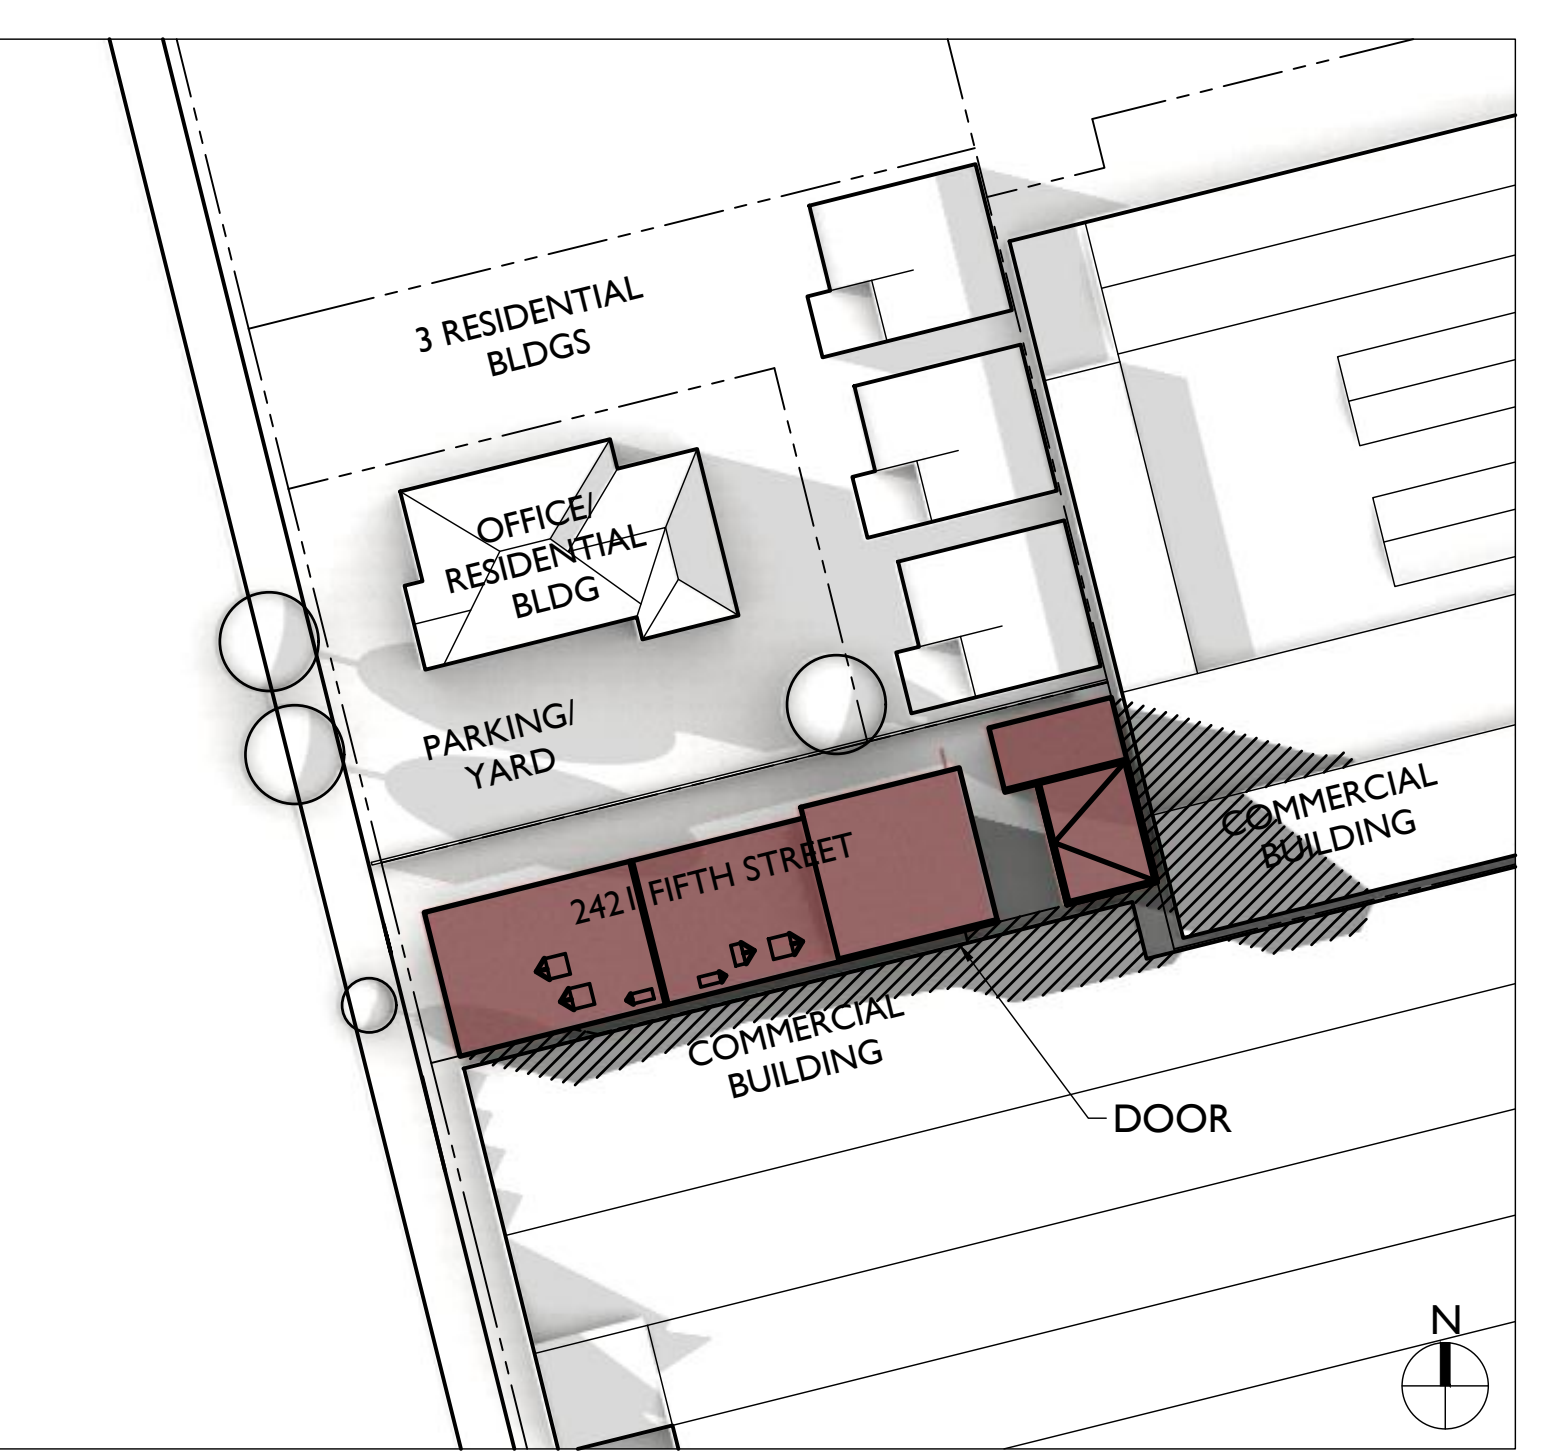 3 RESIDENTIAL
BLDGS
OFFICE/
RESIDENTIAL
BLDG
PARKING/
YARD
COMMERCIAL
BUILDING
2421 FIFTH STREET
COMMERCIAL
BUILDING
DOOR
N